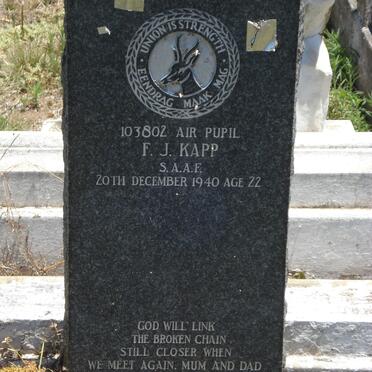 UNION IS STRENGTH
EENDRAG MAAK MAG
103802 AIR PUPIL
F. J. KAPP
S.A.A.F.
20TH DECEMBER 1940 AGE 22
GOD WILL LINK
THE BROKEN CHAIN
STILL CLOSER WHEN
WE MEET AGAIN. MUM AND DAD